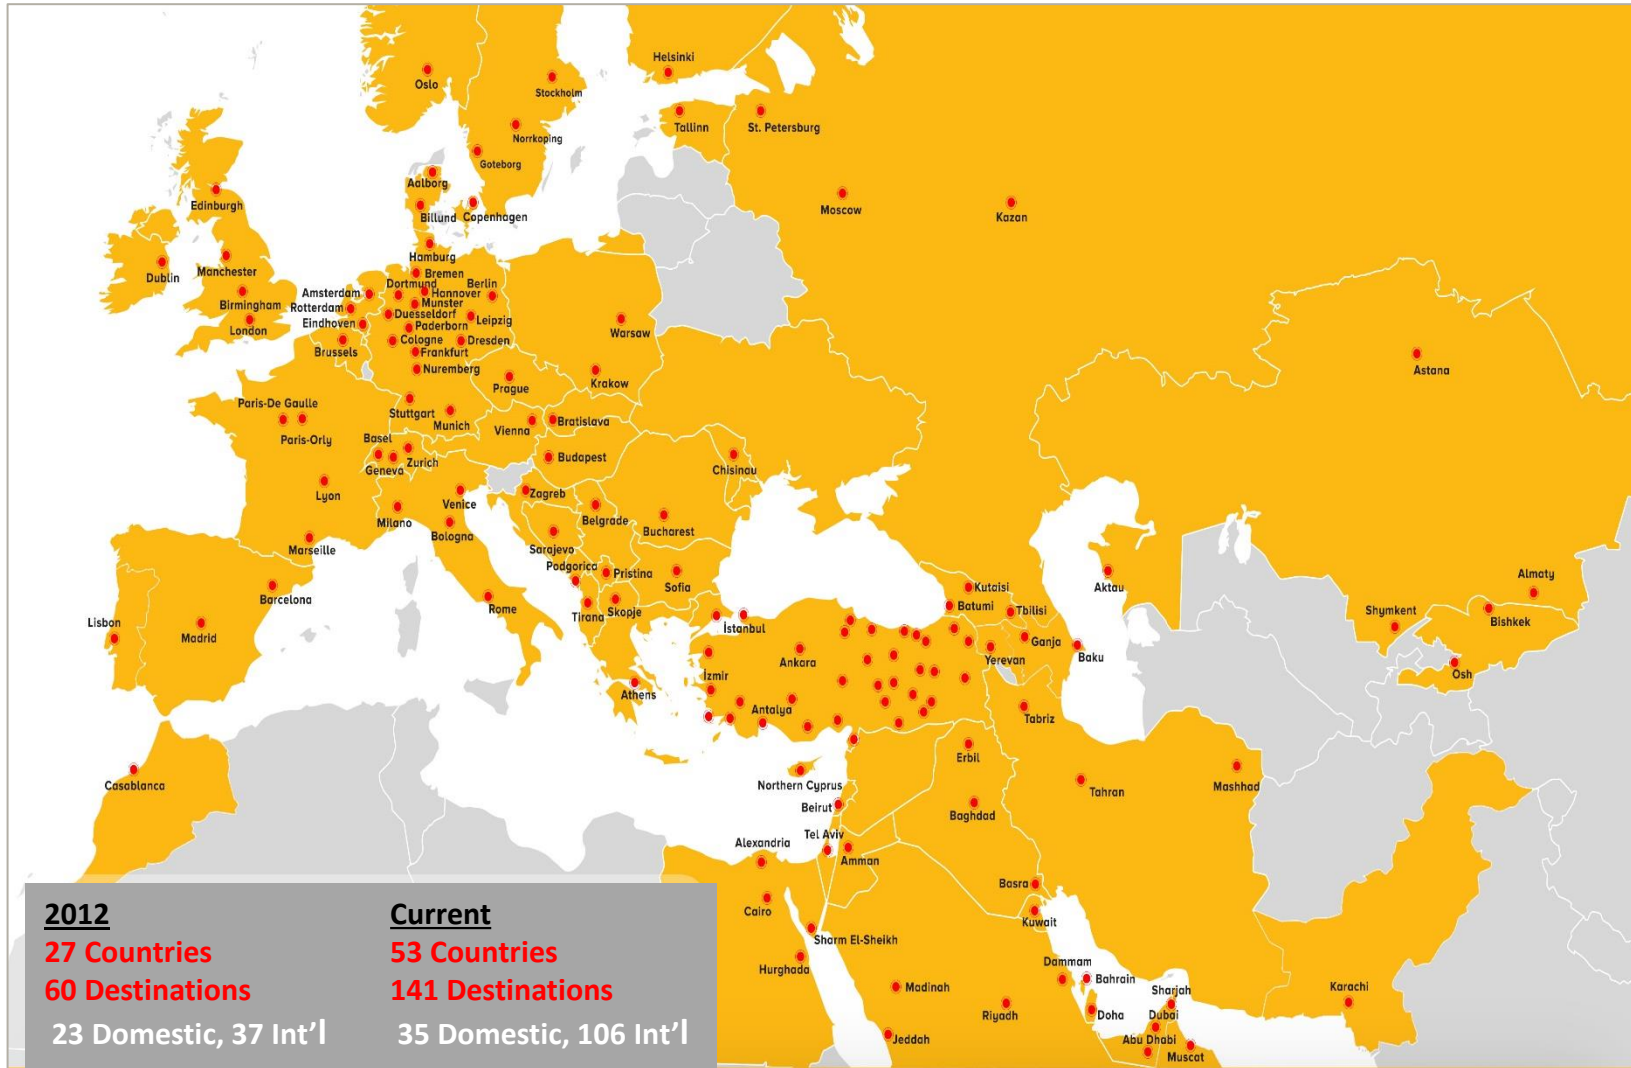 Helsinki
Oslo
Stockholm
Tallinn
St. Petersburg
Norrkoping
Goteborg
Aalborg
Moscow
Kazan
Edinburgh
Billund
Copenhagen
Hamburg
Dublin
Manchester
Bremen
Dortmund
Berlin
Amsterdam
Hannover
Birmingham
Munster
Rotterdam
Duesseldorf
Leipzig
Eindhoven
London
Paderborn
Warsaw
Cologne
Dresden
Brussels
Frankfurt
Nuremberg
Prague
Krakow
Astana
Paris-De Gaulle
Stuttgart
Munich
Vienna
Bratislava
Paris-Orly
Basel
Geneva
Zurich
Budapest
Chisinau
Lyon
Venice
Zagreb
Milano
Belgrade
Bucharest
Bologna
Marseille
Sarajevo
Podgorica
Pristina
Sofia
Kutaisi
Aktau
Almaty
Barcelona
Rome
Tirana
Skopje
Batumi
Tbilisi
Shymkent
Bishkek
Lisbon
Madrid
İstanbul
Ankara
Ganja
Yerevan
Baku
İzmir
Athens
Osh
Antalya
Tabriz
Erbil
Casablanca
Northern Cyprus
Tahran
Mashhad
Beirut
Baghdad
Tel Aviv
Alexandria
Amman
Basra
Cairo
Kuwait
Sharm El-Sheikh
Hurghada
Dammam
Bahrain
Madinah
Sharjah
Karachi
Riyadh
Doha
Dubai
Jeddah
Abu Dhabi
Muscat
2012 Current
27 Countries 53 Countries
60 Destinations 141 Destinations
23 Domestic, 37 Int’l 35 Domestic, 106 Int’l